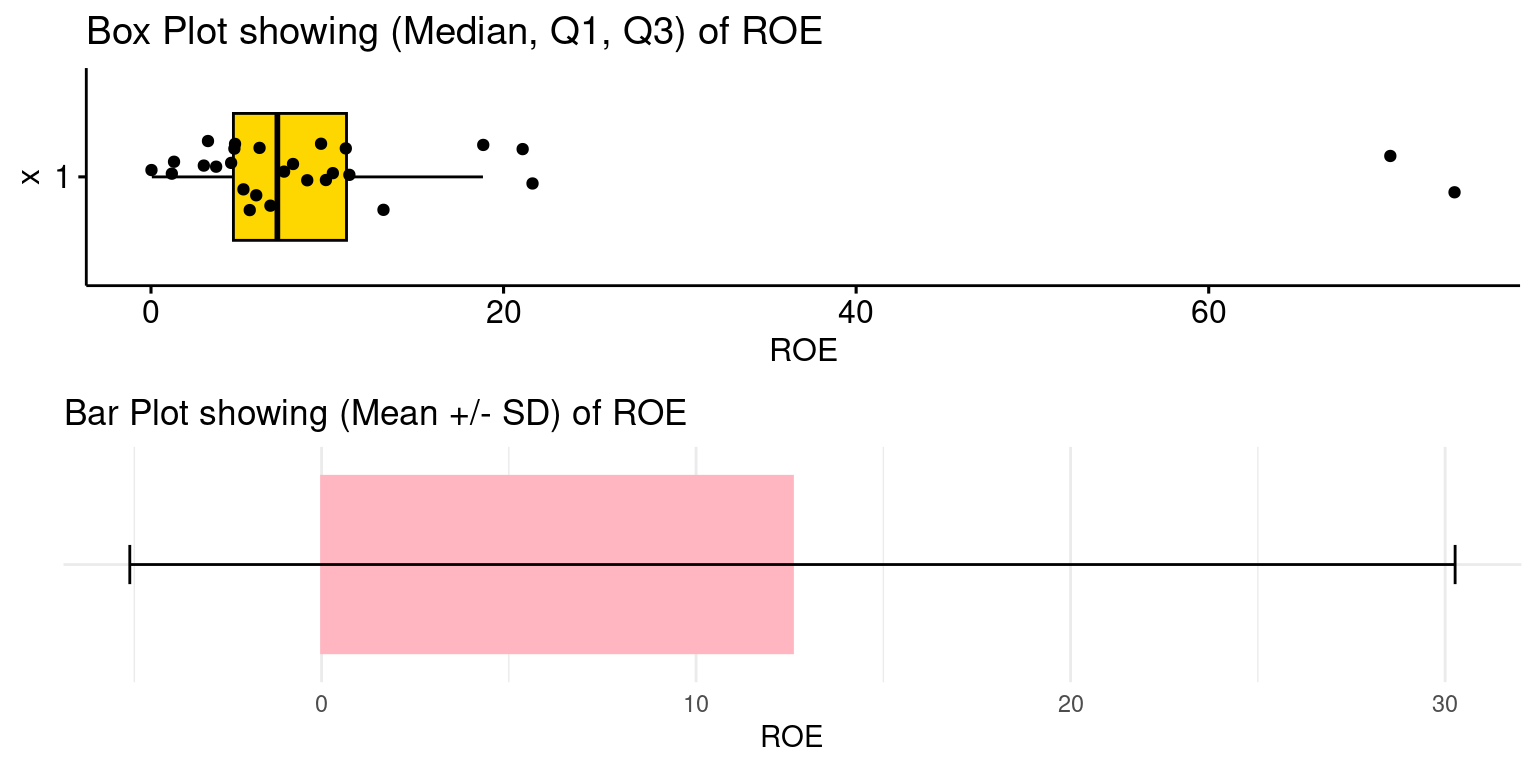 Box Plot showing (Median, Q1, Q3) of ROE
x
1
0 20 40 60
ROE
Bar Plot showing (Mean +/- SD) of ROE
0 10 20 30
ROE